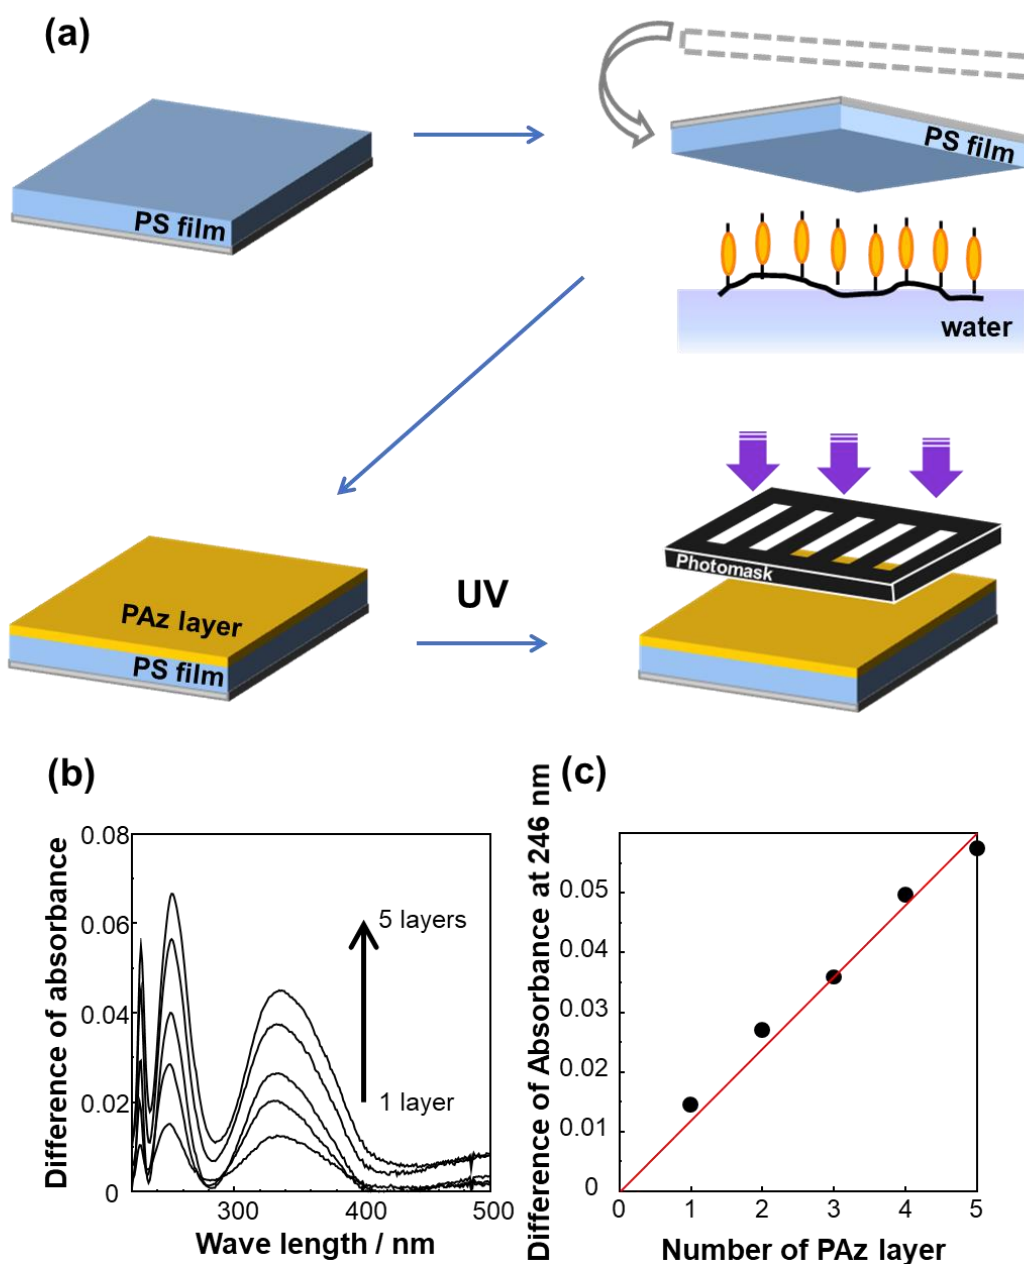 (a)
PS film
PS film
water
PAz layer
PS film
UV
Photomask
(b)
Difference of absorbance
0.08
0.06
0.04
0.02
0
5 layers
1 layer
300
400
500
Wave length / nm
(c)
Difference of Absorbance at 246 nm
0.05
0.04
0.03
0.02
0.01
0
0
1
2
3
4
5
Number of PAz layer